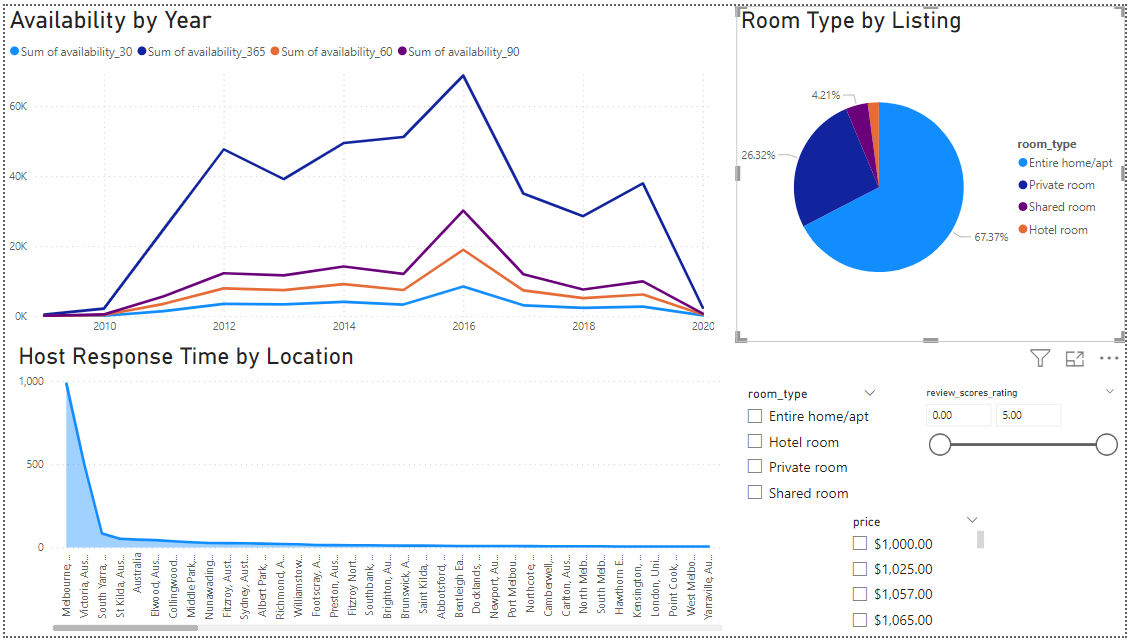 Availability by Year
Sum of availability_30 Sum of availability_365 Sum of availability_60 Sum of availability_90
60K
40K
20K
0K
2010 2012 2014 2016 2018 2020
Room Type by Listing
4.21%
26.32%
67.37%
room_type
Entire home/apt
Private room
Shared room
Hotel room
Host Response Time by Location
1,000
500
0
Melbourne, ...
Victoria, Aus...
South Yarra, ...
St Kilda, Aus...
Australia
Elwood, Aus...
Collingwood...
Middle Park,...
Nunawading...
Fitzroy, Aust...
Sydney, Aust...
Albert Park, ...
Richmond, A...
Williamstow...
Footscray, A...
Preston, Aus...
Fitzroy Nort...
Southbank, ...
Brighton, Au...
Brunswick, A...
Saint Kilda, ...
Abbotsford, ...
Bentleigh Ea...
Docklands, ...
Newport, Au...
Port Melbou...
Northcote, ...
Camberwell,...
Carlton, Aus...
North Melb...
South Melb...
Hawthorn E...
Kensington, ...
London, Uni...
Point Cook, ...
West Melbo...
Yarraville, Au...
room_type
Entire home/apt
Hotel room
Private room
Shared room
review_scores_rating
0.00 5.00
price
$1,000.00
$1,025.00
$1,057.00
$1,065.00